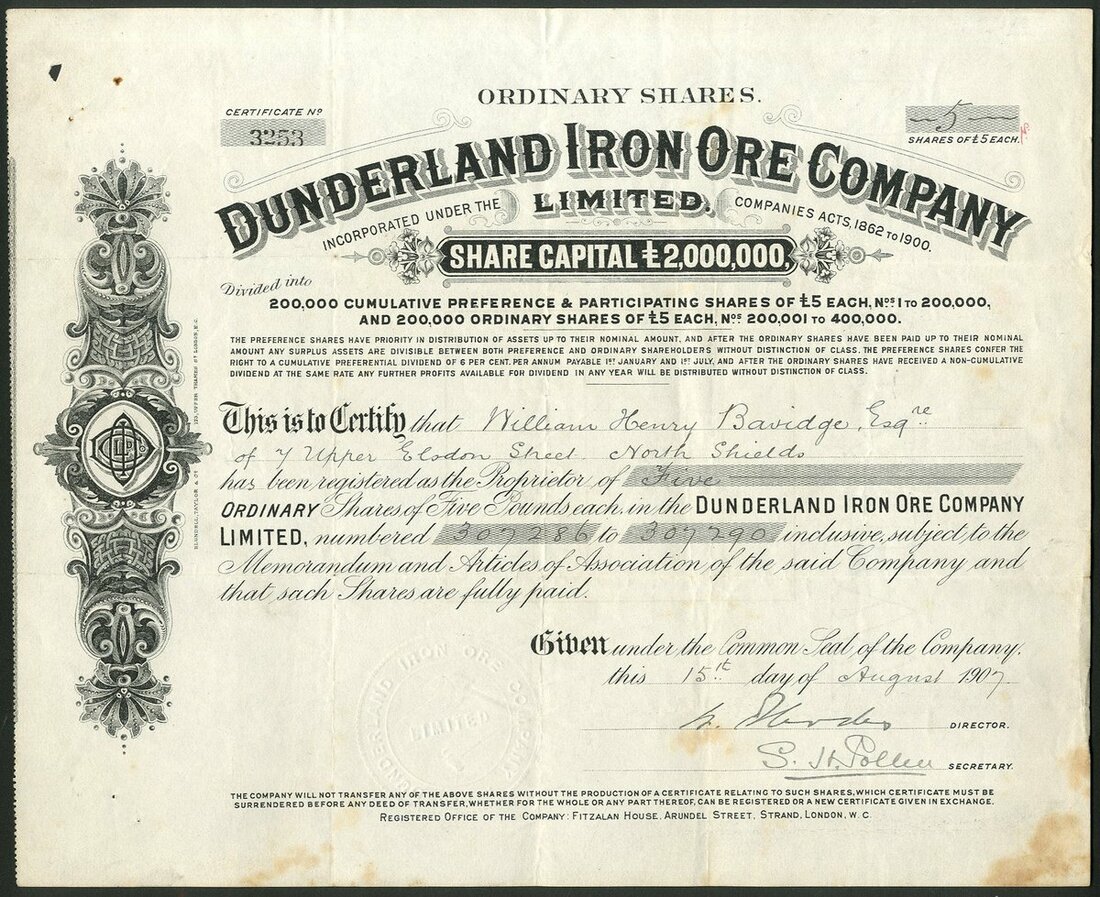 ORDINARY SHARES.
CERTIFICATE Nº
3253
5
SHARES OF £5 EACH.
DUNDERLAND IRON ORE COMPANY
LIMITED.
INCORPORATED UNDER THE COMPANIES ACTS, 1862 TO 1900.
SHARE CAPITAL £2,000,000,
Divided into
200,000 CUMULATIVE PREFERENCE & PARTICIPATING SHARES OF £5 EACH, Nos 1 TO 200,000,
AND 200,000 ORDINARY SHARES OF £5 EACH, Nos. 200,001 TO 400,000.
THE PREFERENCE SHARES HAVE PRIORITY IN DISTRIBUTION OF ASSETS UP TO THEIR NOMINAL AMOUNT, AND AFTER THE ORDINARY SHARES HAVE BEEN PAID UP TO THEIR NOMINAL
AMOUNT ANY SURPLUS ASSETS ARE DIVISIBLE BETWEEN BOTH PREFERENCE AND ORDINARY SHAREHOLDERS WITHOUT DISTINCTION OF CLASS. THE PREFERENCE SHARES CONFER THE
RIGHT TO A CUMULATIVE PREFERENTIAL DIVIDEND OF 6 PER CENT. PER ANNUM PAYABLE 1ST JANUARY AND 1ST JULY, AND AFTER THE ORDINARY SHARES HAVE RECEIVED A NON-CUMULATIVE
DIVIDEND AT THE SAME RATE ANY FURTHER PROFITS AVAILABLE FOR DIVIDEND IN ANY YEAR WILL BE DISTRIBUTED WITHOUT DISTINCTION OF CLASS.
This is to Certify that William Henry Bavidge, Esqre
of 7 Upper Elsdon Street North Shields
has been registered as the Proprietor of Five
ORDINARY Shares of Five Pounds each, in the DUNDERLAND IRON ORE COMPANY
LIMITED, numbered 307286 to 307290 inclusive, subject to the
Memorandum and Articles of Association of the said Company and
that such Shares are fully paid.
Given under the Common Seal of the Company,
this 15th day of August 1907.
DIRECTOR.
S. H. Pollen SECRETARY.
DUNDERLAND IRON ORE COMPANY
LIMITED
THE COMPANY WILL NOT TRANSFER ANY OF THE ABOVE SHARES WITHOUT THE PRODUCTION OF A CERTIFICATE RELATING TO SUCH SHARES, WHICH CERTIFICATE MUST BE
SURRENDERED BEFORE ANY DEED OF TRANSFER, WHETHER FOR THE WHOLE OR ANY PART THEREOF, CAN BE REGISTERED OR A NEW CERTIFICATE GIVEN IN EXCHANGE.
REGISTERED OFFICE OF THE COMPANY: FITZALAN HOUSE, ARUNDEL STREET, STRAND, LONDON, W.C.
BLUNDELL, TAYLOR & Co 173, UPPER THAMES ST LONDON, E.C.